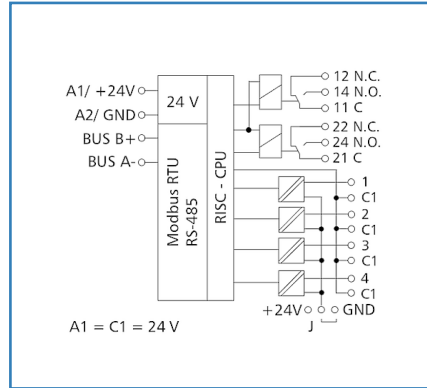 A1/ +24V
A2/ GND
BUS B+
BUS A-
24 V
Modbus RTU
RS-485
RISC - CPU
12 N.C.
14 N.O.
11 C
22 N.C.
24 N.O.
21 C
1
C1
2
C1
3
C1
4
C1
+24V
GND
J
A1 = C1 = 24 V